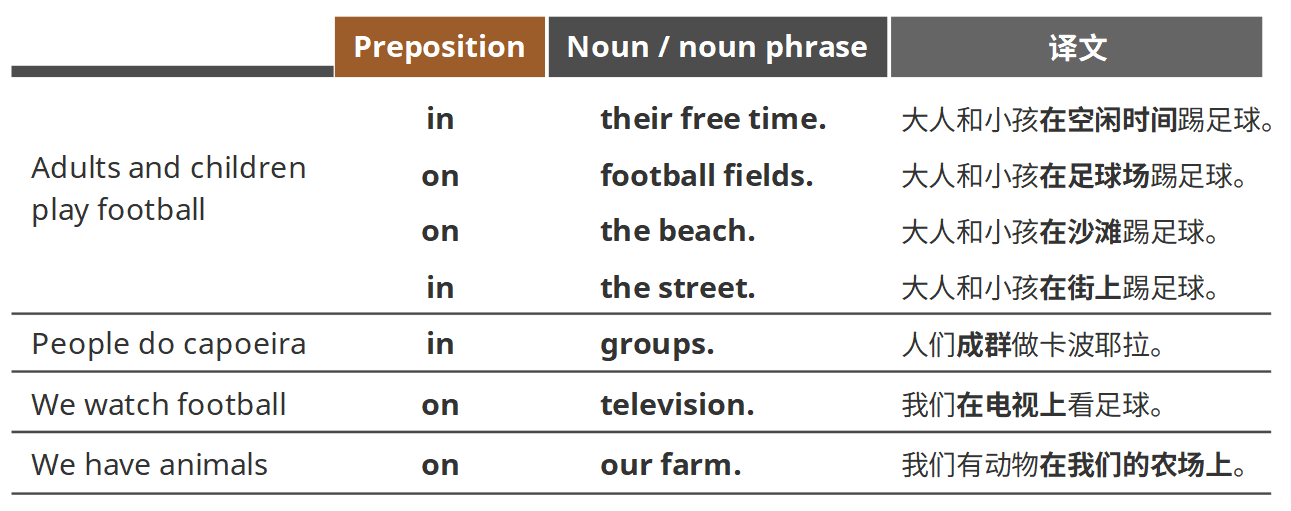 Preposition Noun / noun phrase 译文
in their free time. 大人和小孩在空闲时间踢足球。
Adults and children
play football
on football fields. 大人和小孩在足球场踢足球。
on the beach. 大人和小孩在沙滩踢足球。
in the street. 大人和小孩在街上踢足球。
People do capoeira in groups. 人们成群做卡波耶拉。
We watch football on television. 我们在电视上看足球。
We have animals on our farm. 我们有动物在我们的农场上。